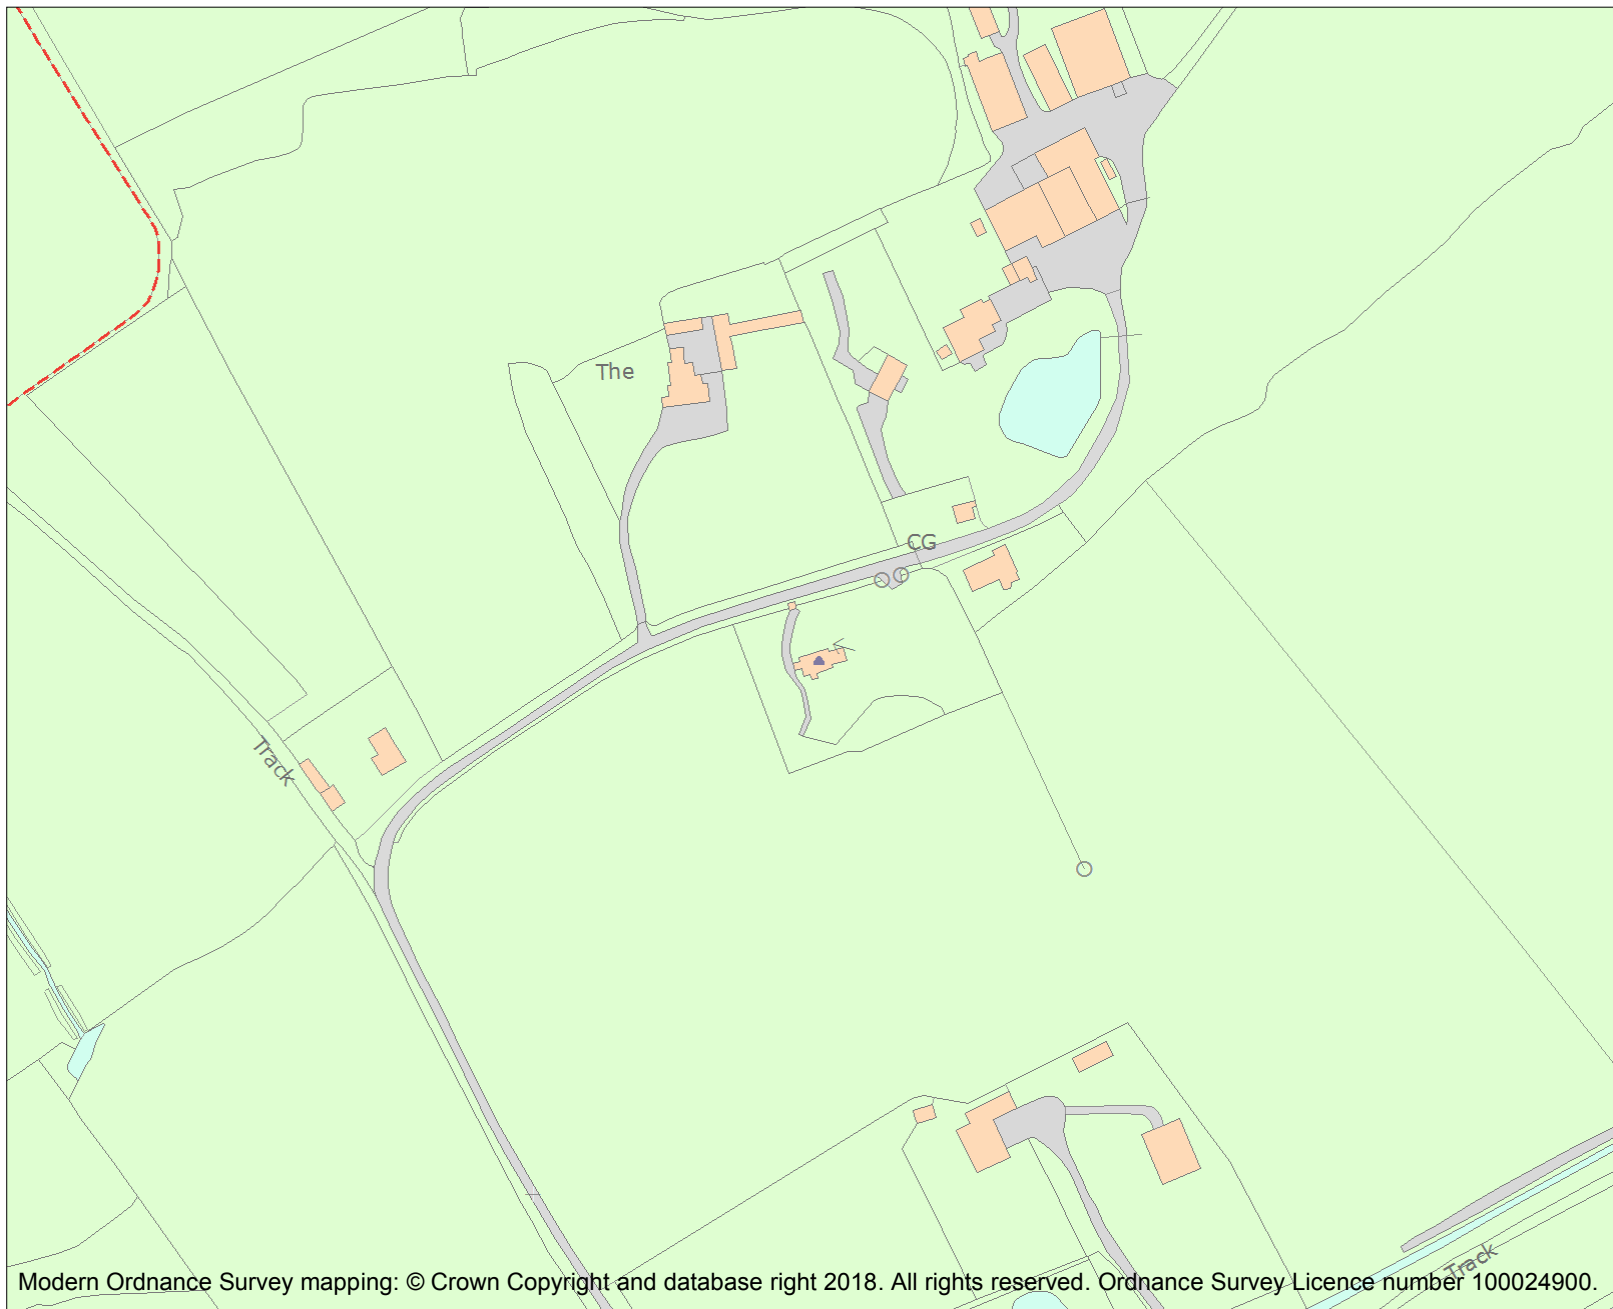 The
CG
Track
Track
Modern Ordnance Survey mapping: © Crown Copyright and database right 2018. All rights reserved. Ordnance Survey Licence number 100024900.